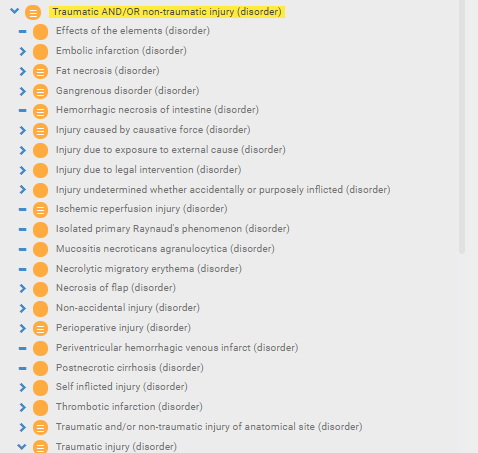 Traumatic AND/OR non-traumatic injury (disorder)
Effects of the elements (disorder)
Embolic infarction (disorder)
Fat necrosis (disorder)
Gangrenous disorder (disorder)
Hemorrhagic necrosis of intestine (disorder)
Injury caused by causative force (disorder)
Injury due to exposure to external cause (disorder)
Injury due to legal intervention (disorder)
Injury undetermined whether accidentally or purposely inflicted (disorder)
Ischemic reperfusion injury (disorder)
Isolated primary Raynaud's phenomenon (disorder)
Mucositis necroticans agranulocytica (disorder)
Necrolytic migratory erythema (disorder)
Necrosis of flap (disorder)
Non-accidental injury (disorder)
Perioperative injury (disorder)
Periventricular hemorrhagic venous infarct (disorder)
Postnecrotic cirrhosis (disorder)
Self inflicted injury (disorder)
Thrombotic infarction (disorder)
Traumatic and/or non-traumatic injury of anatomical site (disorder)
Traumatic injury (disorder)